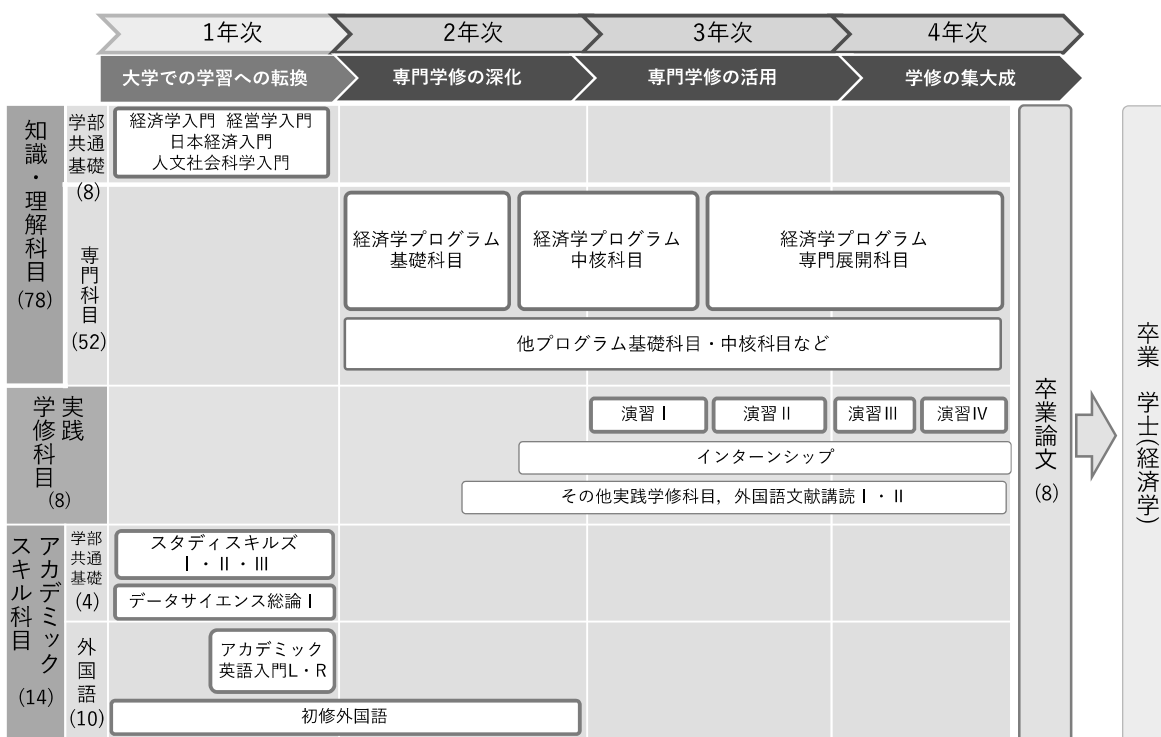 1年次
2年次
3年次
4年次
大学での学習への転換
専門学修の深化
専門学修の活用
学修の集大成
知識・理解科目
(78)
学部
共通
基礎
(8)
経済学入門 経営学入門
日本経済入門
人文社会科学入門
専門科目
(52)
経済学プログラム
基礎科目
経済学プログラム
中核科目
経済学プログラム
専門展開科目
他プログラム基礎科目・中核科目など
実践
学修科目
(8)
演習Ⅰ
演習Ⅱ
演習Ⅲ
演習Ⅳ
インターンシップ
その他実践学修科目，外国語文献講読Ⅰ・Ⅱ
アカデミック
スキル科目
(14)
学部
共通
基礎
(4)
スタディスキルズ
Ⅰ・Ⅱ・Ⅲ
データサイエンス総論Ⅰ
外国語
(10)
アカデミック
英語入門L・R
初修外国語
卒業論文
(8)
卒業 学士(経済学)